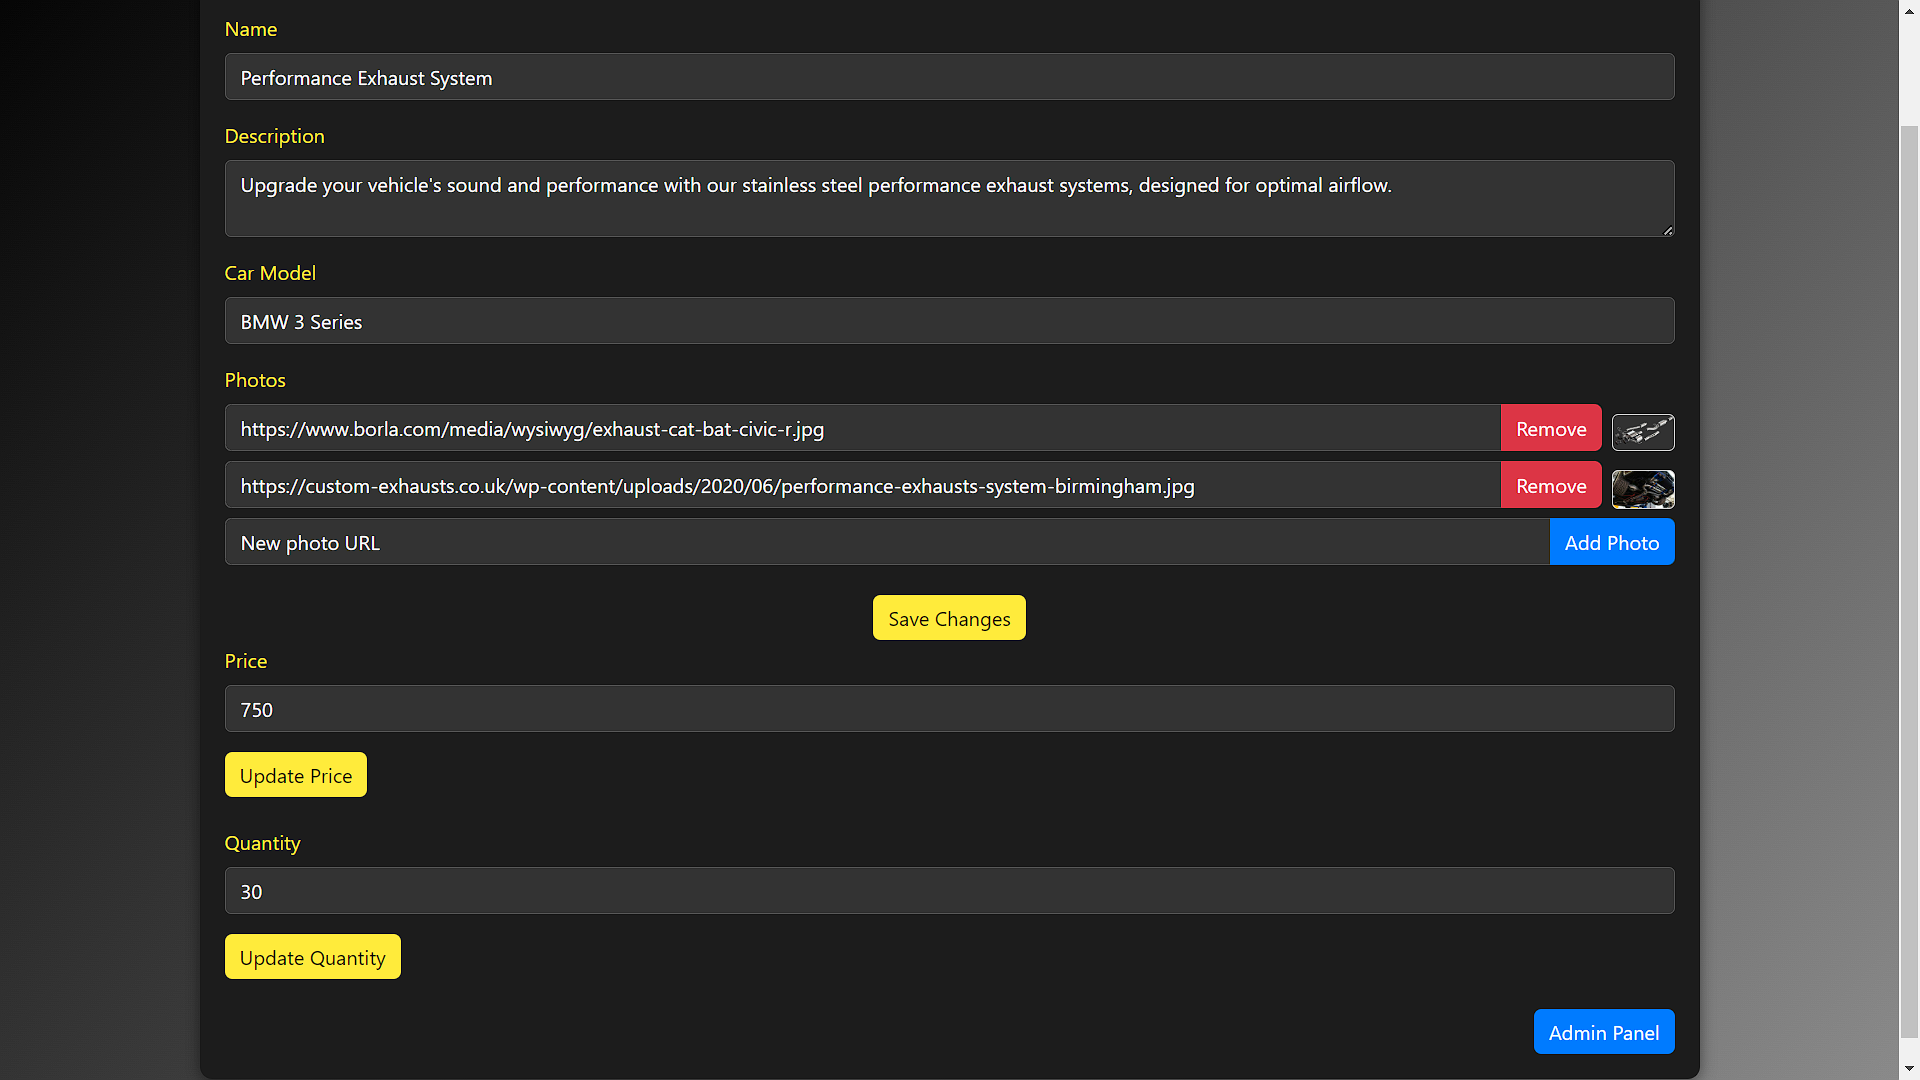 Name
Performance Exhaust System
Description
Upgrade your vehicle's sound and performance with our stainless steel performance exhaust systems, designed for optimal airflow.
Car Model
BMW 3 Series
Photos
https://www.borla.com/media/wysiwyg/exhaust-cat-bat-civic-r.jpg Remove
https://custom-exhausts.co.uk/wp-content/uploads/2020/06/performance-exhausts-system-birmingham.jpg Remove
New photo URL Add Photo
Save Changes
Price
750
Update Price
Quantity
30
Update Quantity
Admin Panel